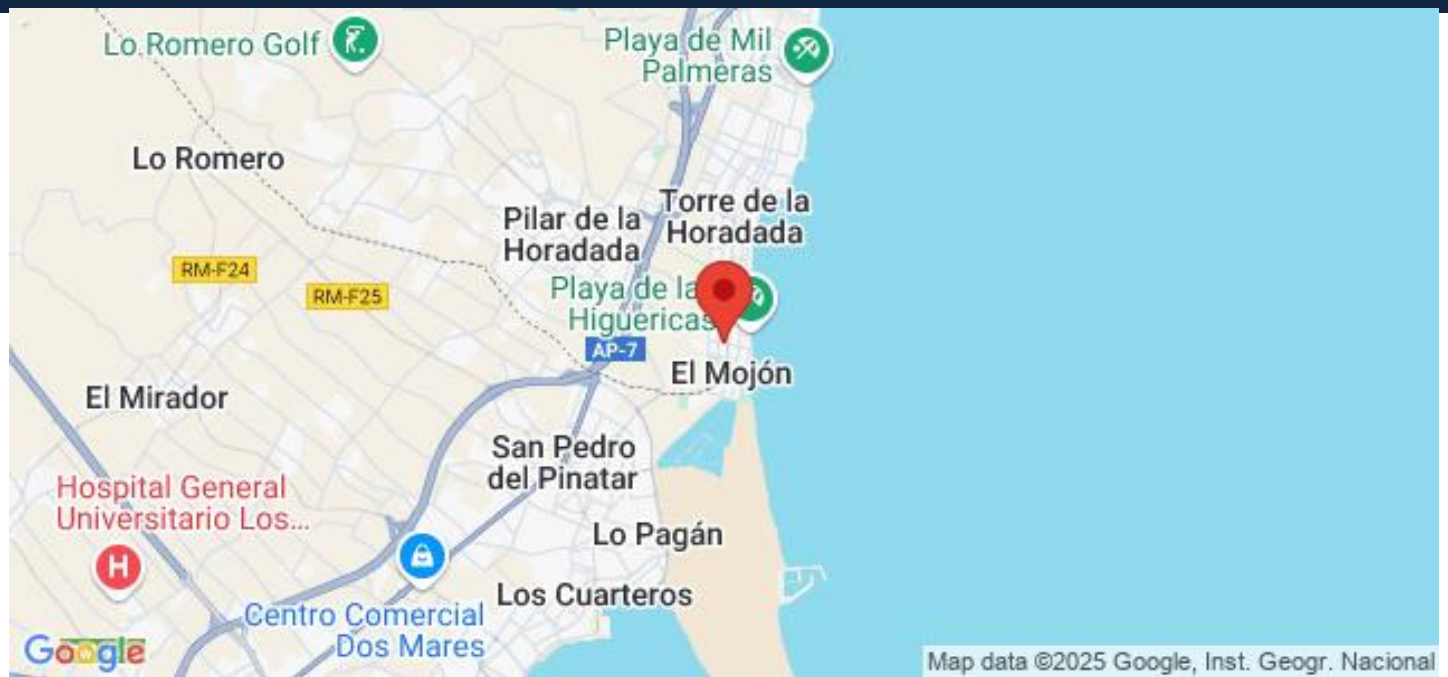 Lo Romero Golf
Playa de Mil
Palmeras
Lo Romero
Torre de la
Horadada
Pilar de la
Horadada
RM-F24
RM-F25
Playa de la
Higuericas
AP-7
El Mojón
El Mirador
San Pedro
del Pinatar
Hospital General
Universitario Los...
H
Lo Pagán
Los Cuarteros
Centro Comercial
Dos Mares
Google
Map data ©2025 Google, Inst. Geogr. Nacional